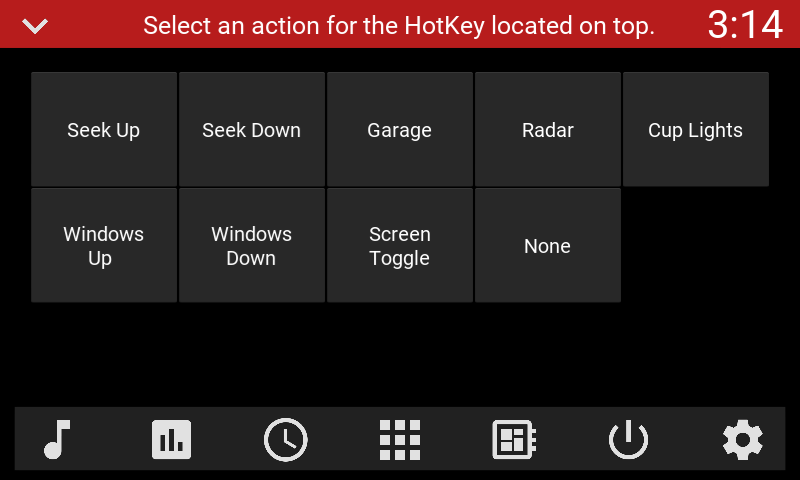 Select an action for the HotKey located on top.
3:14
Seek Up
Seek Down
Garage
Radar
Cup Lights
Windows
Up
Windows
Down
Screen
Toggle
None